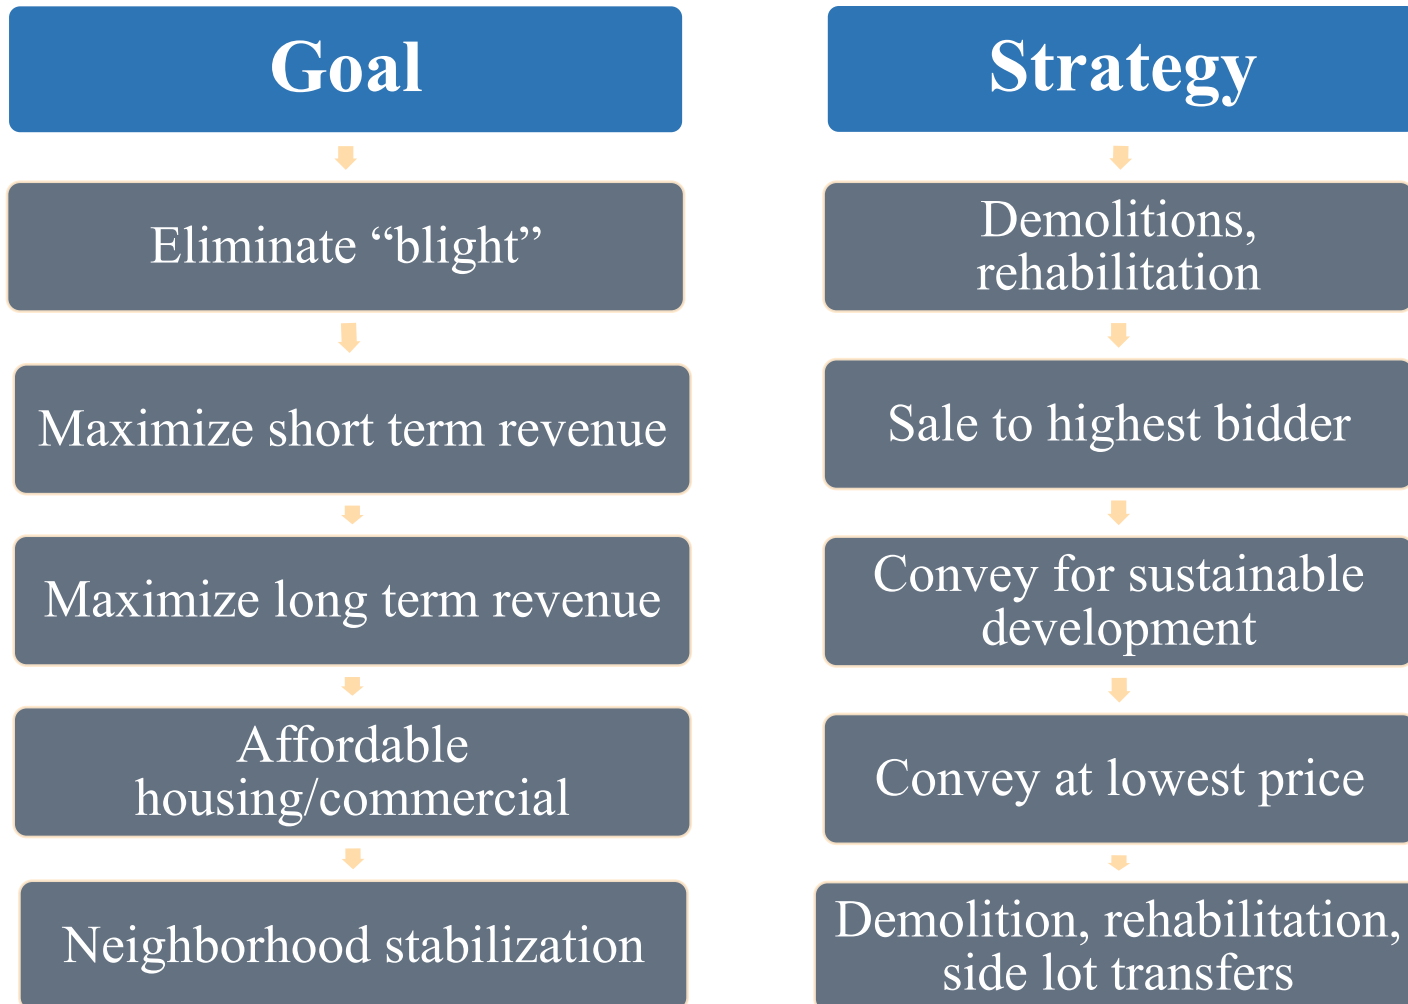 Goal
Eliminate “blight”
Maximize short term revenue
Maximize long term revenue
Affordable
housing/commercial
Neighborhood stabilization
Strategy
Demolitions,
rehabilitation
Sale to highest bidder
Convey for sustainable
development
Convey at lowest price
Demolition, rehabilitation,
side lot transfers